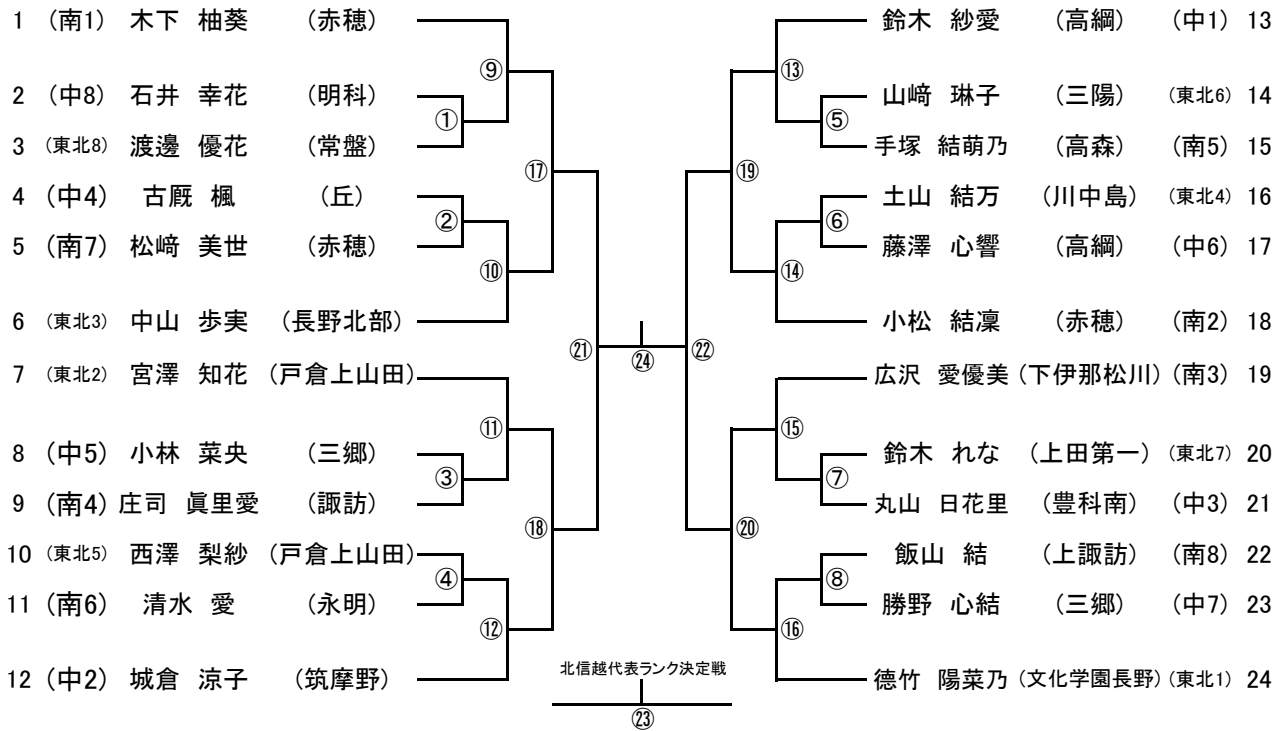 1 (南1) 木下 柚葵 (赤穂)
2 (中8) 石井 幸花 (明科)
3 (東北8) 渡邊 優花 (常盤)
4 (中4) 古厩 楓 (丘)
5 (南7) 松﨑 美世 (赤穂)
6 (東北3) 中山 歩実 (長野北部)
7 (東北2) 宮澤 知花 (戸倉上山田)
8 (中5) 小林 菜央 (三郷)
9 (南4) 庄司 眞里愛 (諏訪)
10 (東北5) 西澤 梨紗 (戸倉上山田)
11 (南6) 清水 愛 (永明)
12 (中2) 城倉 涼子 (筑摩野)
⑨
①
⑰
②
⑩
⑪
③
⑱
④
⑫
㉑
㉔
㉒
北信越代表ランク決定戦
㉓
⑬
⑤
⑲
⑥
⑭
⑮
⑦
⑳
⑧
⑯
鈴木 紗愛 (高綱) (中1) 13
山﨑 琳子 (三陽) (東北6) 14
手塚 結萌乃 (高森) (南5) 15
土山 結万 (川中島) (東北4) 16
藤澤 心響 (高綱) (中6) 17
小松 結凜 (赤穂) (南2) 18
広沢 愛優美 (下伊那松川) (南3) 19
鈴木 れな (上田第一) (東北7) 20
丸山 日花里 (豊科南) (中3) 21
飯山 結 (上諏訪) (南8) 22
勝野 心結 (三郷) (中7) 23
德竹 陽菜乃 (文化学園長野) (東北1) 24